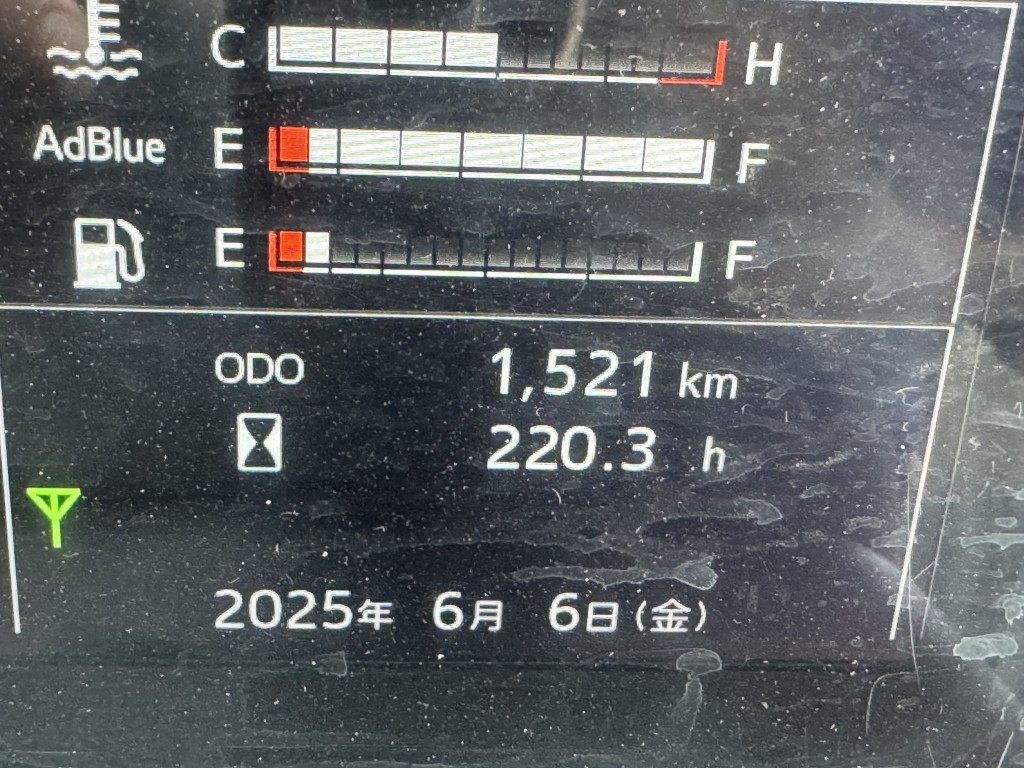 C H
AdBlue E F
E F
ODO 1,521 km
220.3 h
2025年 6月 6日(金)